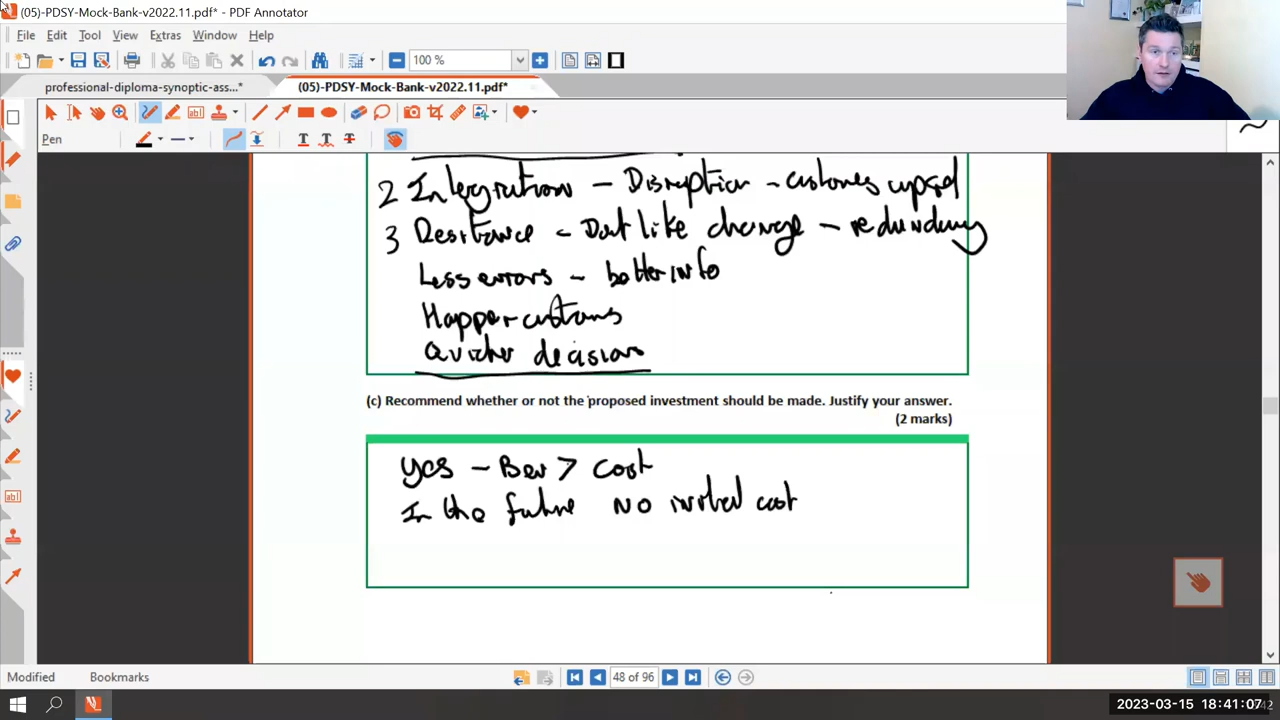 (05)-PDSY-Mock-Bank-v2022.11.pdf* - PDF Annotator
File Edit Tool View Extras Window Help
100 %
professional-diploma-synoptic-ass...* (05)-PDSY-Mock-Bank-v2022.11.pdf*
Pen
2 Integration - Disruption - customers upset
3 Resistance - Don't like change - redundancy
Less errors - better info
Happer customs
Quicker decisions
(c) Recommend whether or not the proposed investment should be made. Justify your answer.
(2 marks)
Yes - Ben > cost
In the future No initial cost
Modified Bookmarks 48 of 96
2023-03-15 18:41:07